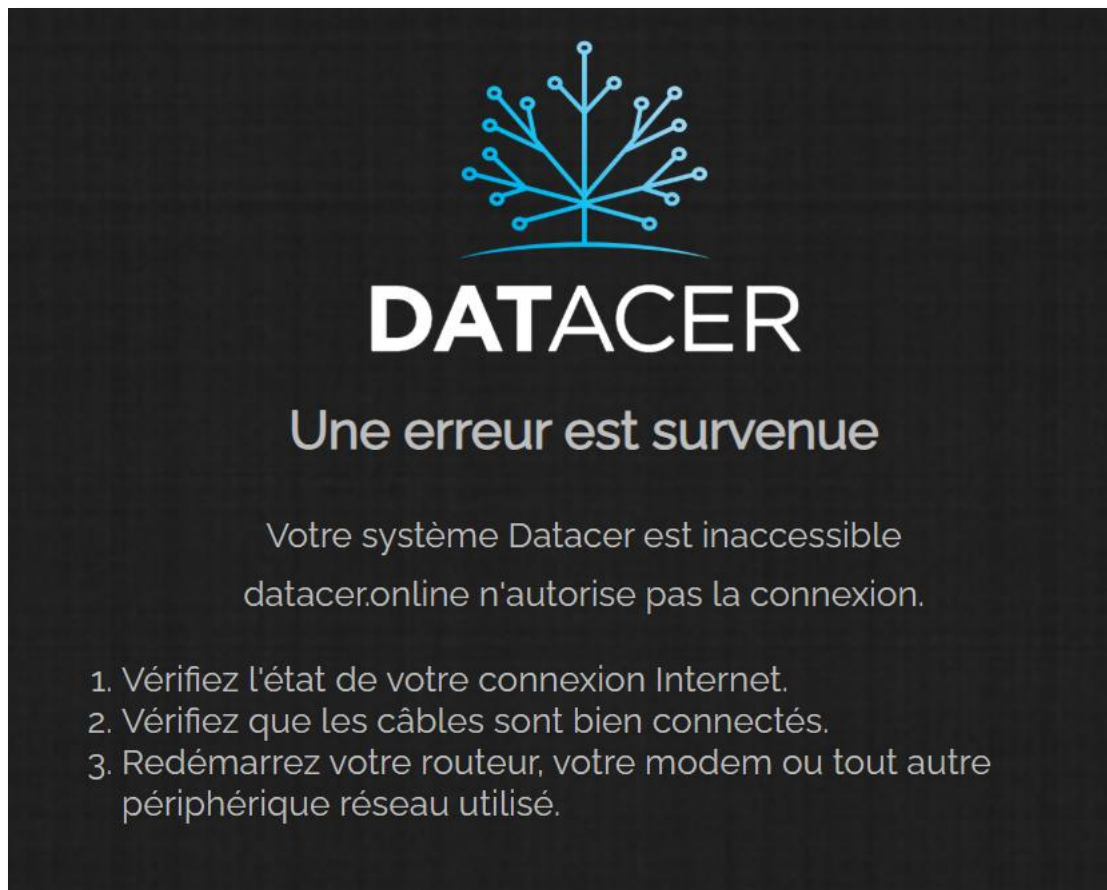 DATACER
Une erreur est survenue
Votre système Datacer est inaccessible
datacer.online n'autorise pas la connexion.
1. Vérifiez l'état de votre connexion Internet.
2. Vérifiez que les câbles sont bien connectés.
3. Redémarrez votre routeur, votre modem ou tout autre
périphérique réseau utilisé.